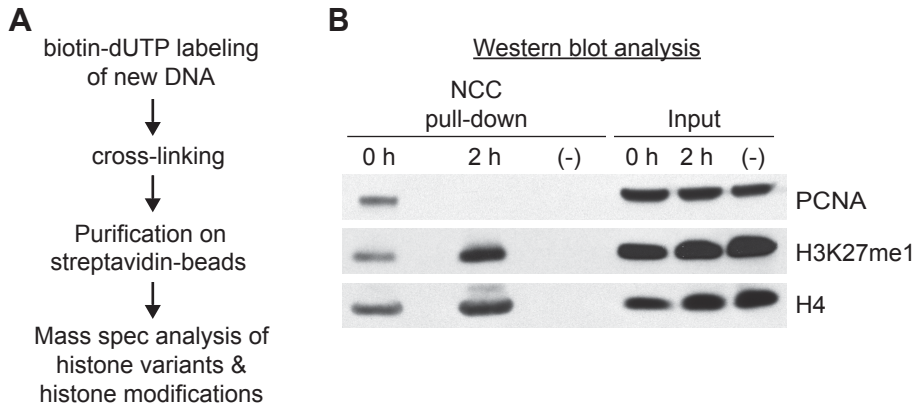 A
biotin-dUTP labeling
of new DNA
cross-linking
Purification on
streptavidin-beads
Mass spec analysis of
histone variants &
histone modifications
B
Western blot analysis
NCC
pull-down
Input
0 h 2 h (-) 0 h 2 h (-)
PCNA
H3K27me1
H4